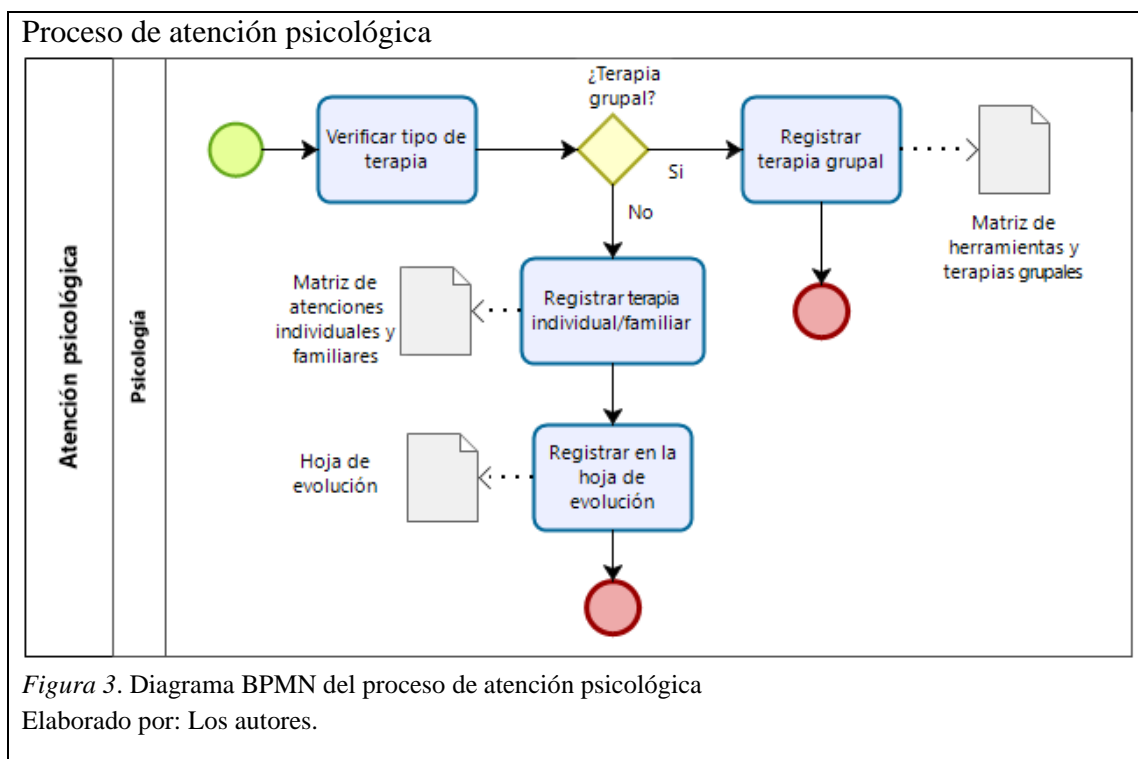 Proceso de atención psicológica
Atención psicológica
Psicología
Verificar tipo de
terapia
¿Terapia
grupal?
Si
No
Registrar
terapia grupal
Matriz de
herramientas y
terapias grupales
Matriz de
atenciones
individuales y
familiares
Registrar terapia
individual/familiar
Hoja de
evolución
Registrar en la
hoja de
evolución
Figura 3. Diagrama BPMN del proceso de atención psicológica
Elaborado por: Los autores.